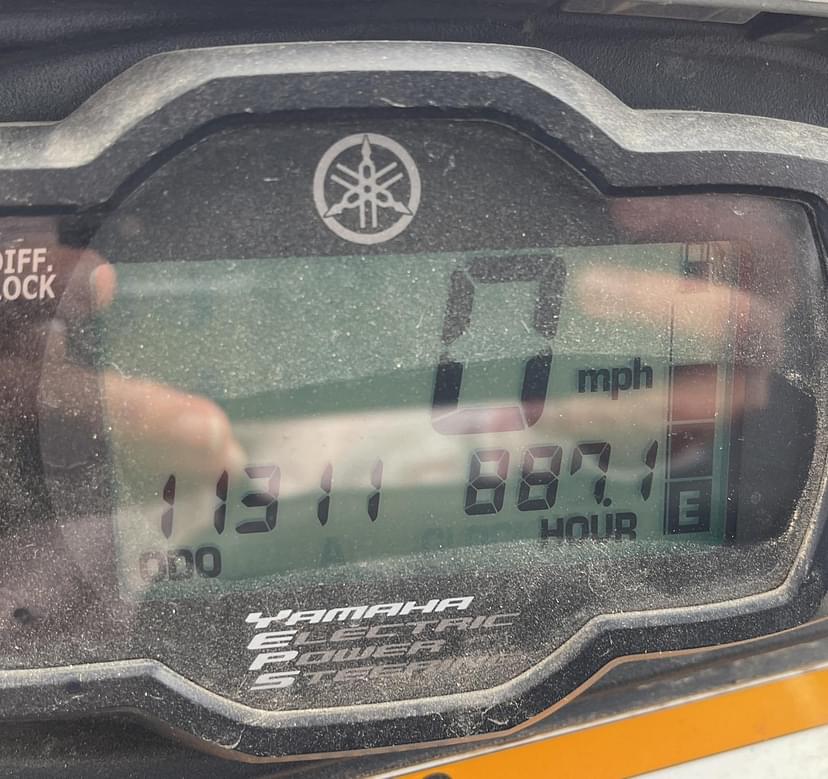 DIFF.
LOCK
0 mph
11311 887.1
ODO HOUR E
YAMAHA
ELECTRIC
POWER
STEERING